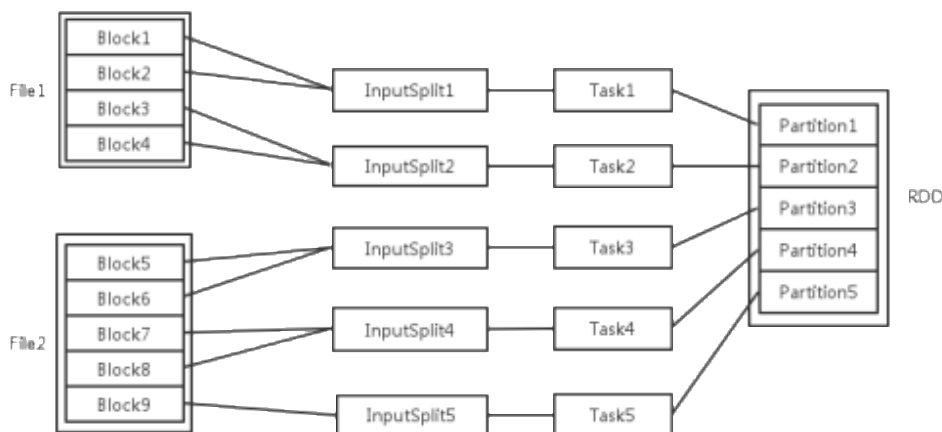 File1
Block1
Block2
Block3
Block4
File2
Block5
Block6
Block7
Block8
Block9
InputSplit1
InputSplit2
InputSplit3
InputSplit4
InputSplit5
Task1
Task2
Task3
Task4
Task5
Partition1
Partition2
Partition3
Partition4
Partition5
RDD